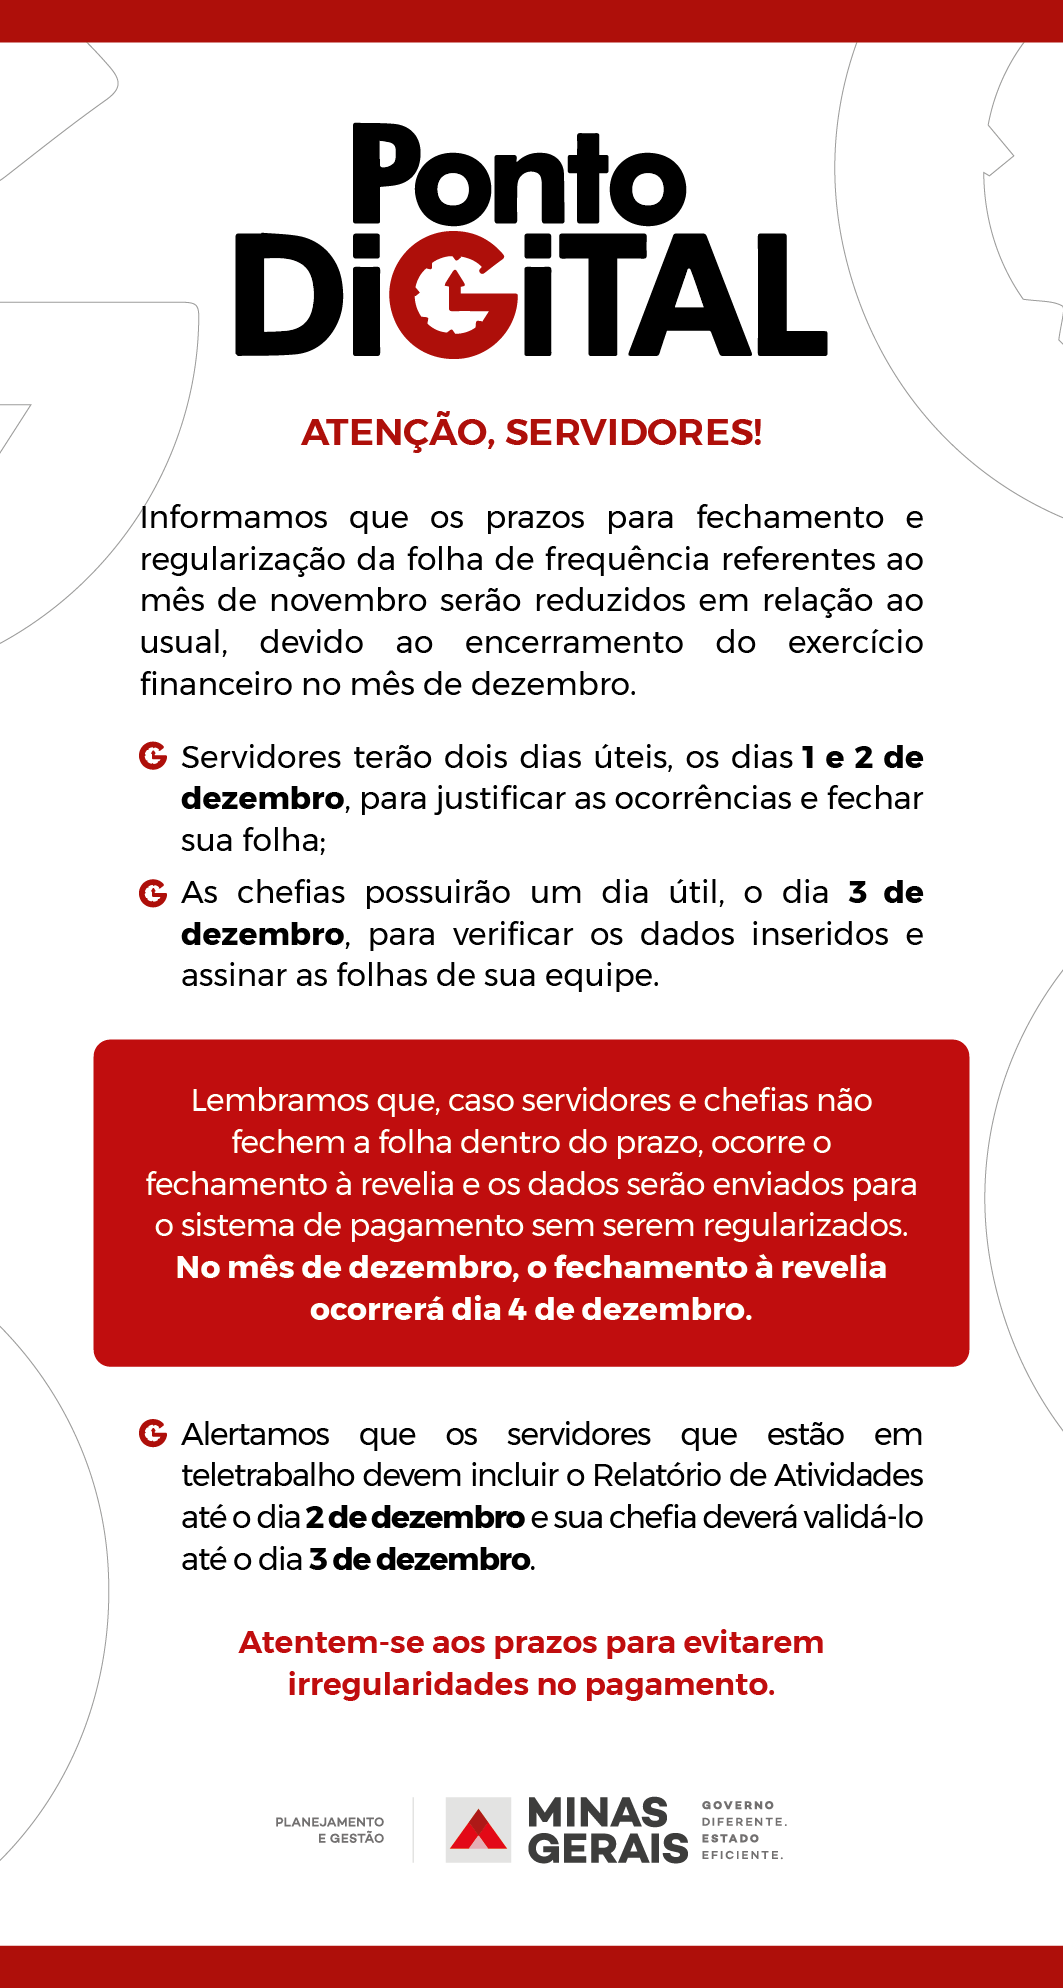 Ponto
DiGiTAL
ATENÇÃO, SERVIDORES!
Informamos que os prazos para fechamento e
regularização da folha de frequência referentes ao
mês de novembro serão reduzidos em relação ao
usual, devido ao encerramento do exercício
financeiro no mês de dezembro.
Servidores terão dois dias úteis, os dias 1 e 2 de
dezembro, para justificar as ocorrências e fechar
sua folha;
As chefias possuirão um dia útil, o dia 3 de
dezembro, para verificar os dados inseridos e
assinar as folhas de sua equipe.
Lembramos que, caso servidores e chefias não
fechem a folha dentro do prazo, ocorre o
fechamento à revelia e os dados serão enviados para
o sistema de pagamento sem serem regularizados.
No mês de dezembro, o fechamento à revelia
ocorrerá dia 4 de dezembro.
Alertamos que os servidores que estão em
teletrabalho devem incluir o Relatório de Atividades
até o dia 2 de dezembro e sua chefia deverá validá-lo
até o dia 3 de dezembro.
Atentem-se aos prazos para evitarem
irregularidades no pagamento.
PLANEJAMENTO
E GESTÃO
MINAS
GERAIS
GOVERNO
DIFERENTE.
ESTADO
EFICIENTE.